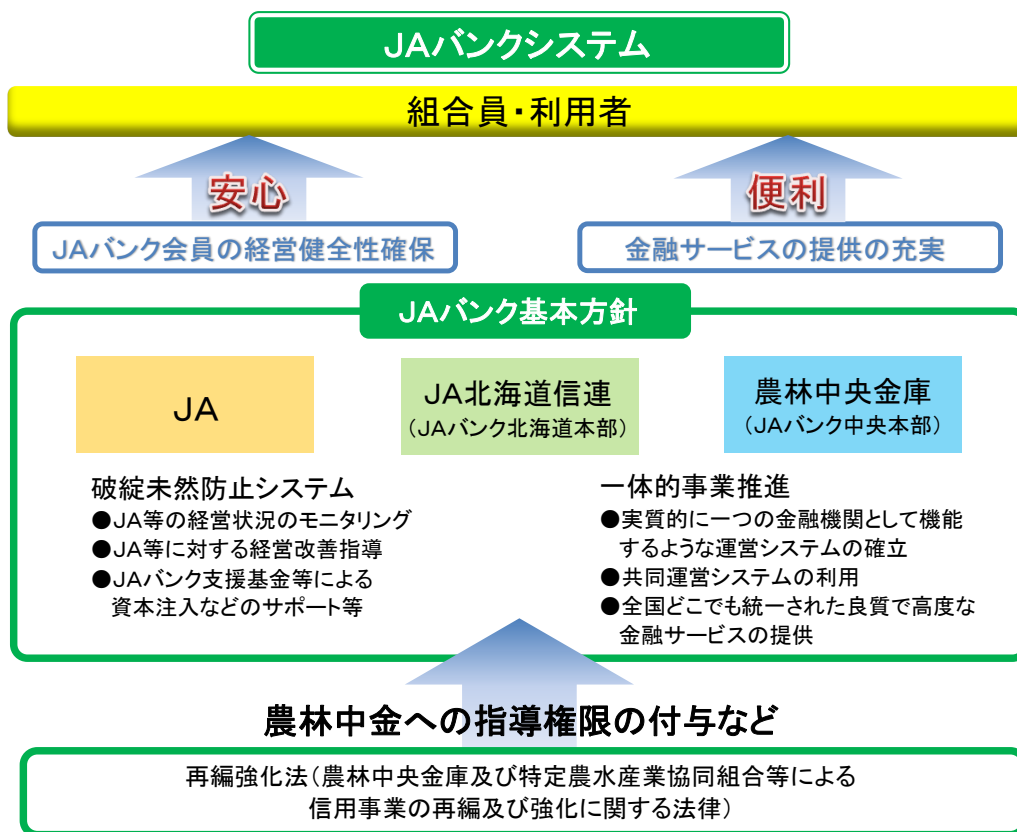 JAバンクシステム
組合員・利用者
安心
便利
JAバンク会員の経営健全性確保
金融サービスの提供の充実
JAバンク基本方針
JA
JA北海道信連
(JAバンク北海道本部)
農林中央金庫
(JAバンク中央本部)
破綻未然防止システム
●JA等の経営状況のモニタリング
●JA等に対する経営改善指導
●JAバンク支援基金等による
資本注入などのサポート等
一体的事業推進
●実質的に一つの金融機関として機能
するような運営システムの確立
●共同運営システムの利用
●全国どこでも統一された良質で高度な
金融サービスの提供
農林中金への指導権限の付与など
再編強化法(農林中央金庫及び特定農水産業協同組合等による
信用事業の再編及び強化に関する法律)